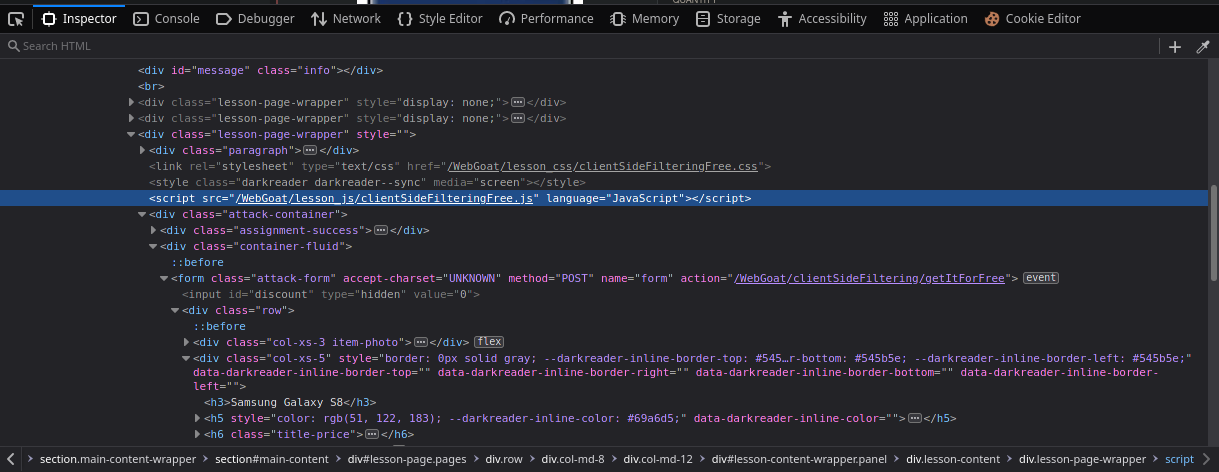 QUANTITY
Inspector Console Debugger Network Style Editor Performance Memory Storage Accessibility Application Cookie Editor
Search HTML
<div id="message" class="info"></div>
<br>
<div class="lesson-page-wrapper" style="display: none;"></div>
<div class="lesson-page-wrapper" style="display: none;"></div>
<div class="lesson-page-wrapper" style="">
<div class="paragraph"></div>
<link rel="stylesheet" type="text/css" href="/WebGoat/lesson_css/clientSideFilteringFree.css">
<style class="darkreader darkreader--sync" media="screen"></style>
<script src="/WebGoat/lesson_js/clientSideFilteringFree.js" language="JavaScript"></script>
<div class="attack-container">
<div class="assignment-success"></div>
<div class="container-fluid">
::before
<form class="attack-form" accept-charset="UNKNOWN" method="POST" name="form" action="/WebGoat/clientSideFiltering/getItForFree"> event
<input id="discount" type="hidden" value="0">
<div class="row">
::before
<div class="col-xs-3 item-photo"></div> flex
<div class="col-xs-5" style="border: 0px solid gray; --darkreader-inline-border-top: #545…r-bottom: #545b5e; --darkreader-inline-border-left: #545b5e;"
data-darkreader-inline-border-top="" data-darkreader-inline-border-right="" data-darkreader-inline-border-bottom="" data-darkreader-inline-border-
left="">
<h3>Samsung Galaxy S8</h3>
<h5 style="color: rgb(51, 122, 183); --darkreader-inline-color: #69a6d5;" data-darkreader-inline-color=""></h5>
<h6 class="title-price"></h6>
section.main-content-wrapper section#main-content div#lesson-page.pages div.row div.col-md-8 div.col-md-12 div#lesson-content-wrapper.panel div.lesson-content div.lesson-page-wrapper script